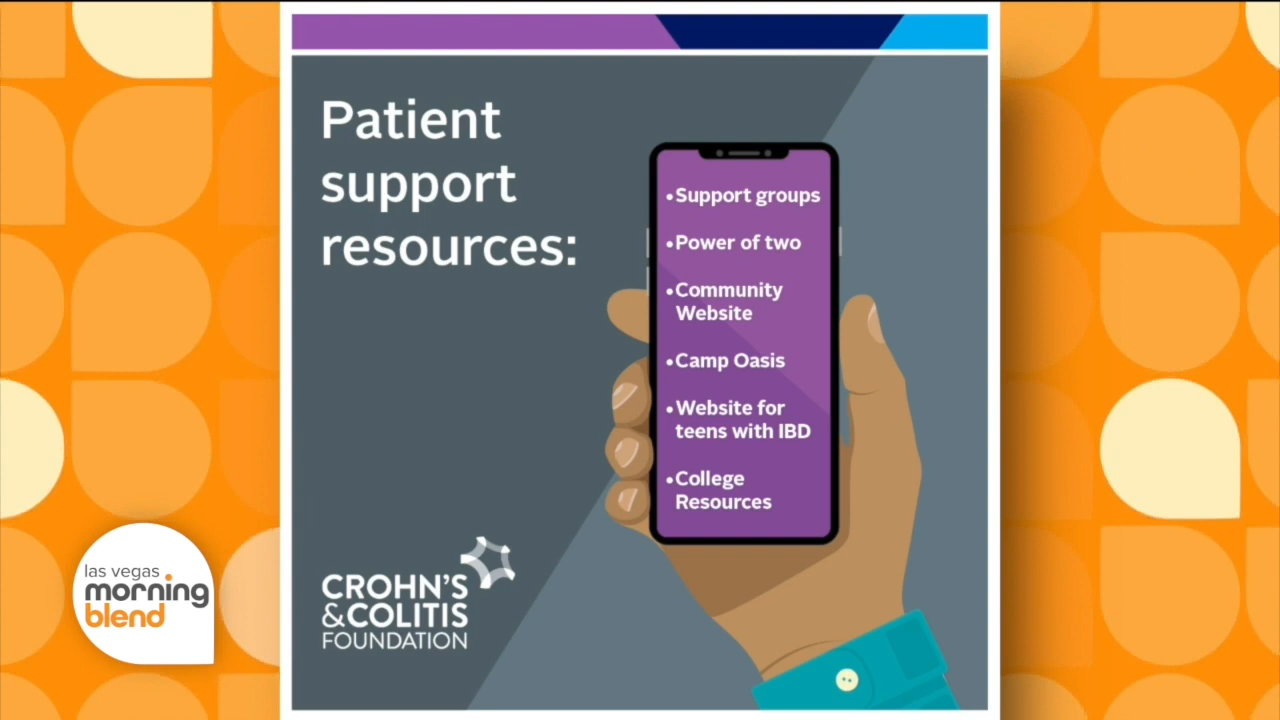 Patient
support
resources:
•Support groups
•Power of two
•Community
Website
•Camp Oasis
•Website for
teens with IBD
•College
Resources
CROHN'S
&COLITIS
FOUNDATION
las vegas
morning
blend